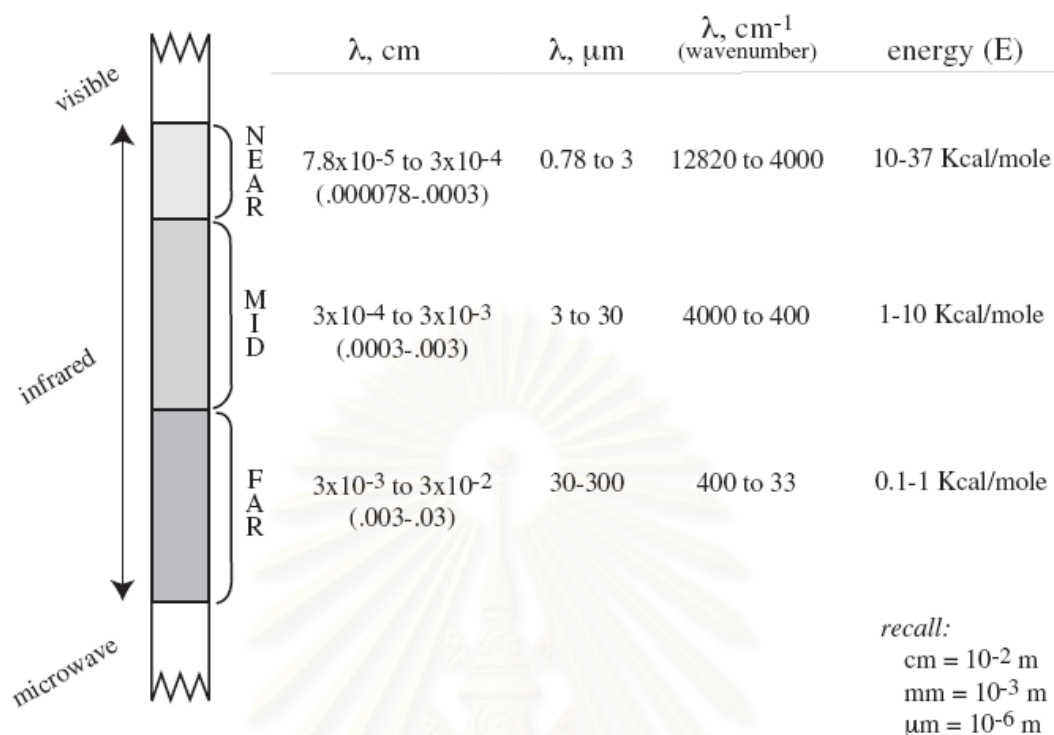 λ, cm λ, μm λ, cm-1 energy (E)
(wavenumber)
visible
NEAR 7.8x10-5 to 3x10-4 0.78 to 3 12820 to 4000 10-37 Kcal/mole
(.000078-.0003)
infrared
MID 3x10-4 to 3x10-3 3 to 30 4000 to 400 1-10 Kcal/mole
(.0003-.003)
FAR 3x10-3 to 3x10-2 30-300 400 to 33 0.1-1 Kcal/mole
(.003-.03)
microwave
recall:
cm = 10-2 m
mm = 10-3 m
μm = 10-6 m